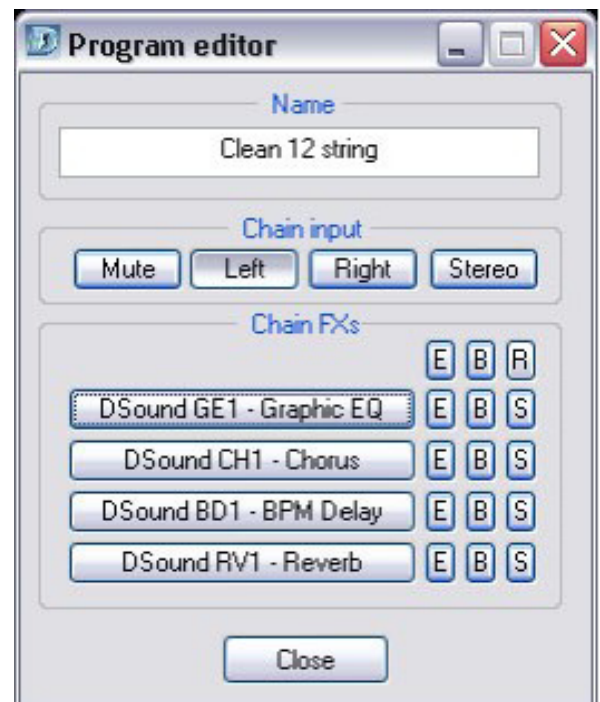 Program editor
Name
Clean 12 string
Chain input
Mute Left Right Stereo
Chain FXs
E B R
DSound GE1 - Graphic EQ E B S
DSound CH1 - Chorus E B S
DSound BD1 - BPM Delay E B S
DSound RV1 - Reverb E B S
Close